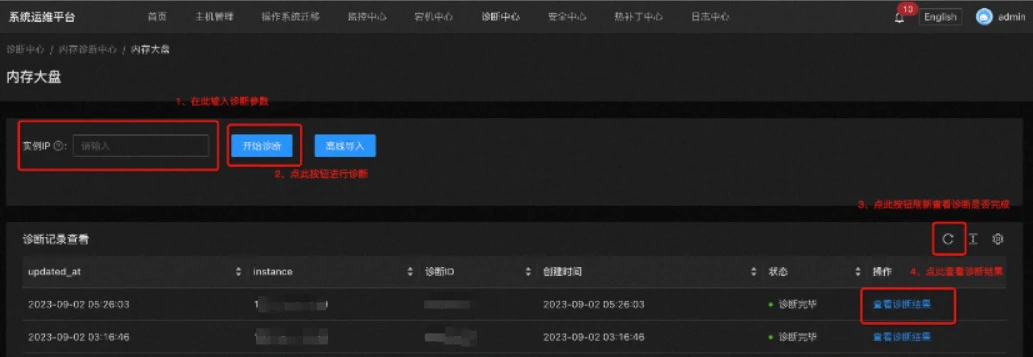 系统运维平台 首页 主机管理 操作系统迁移 监控中心 宕机中心 诊断中心 安全中心 热补丁中心 日志中心 10 English admin
诊断中心 / 内存诊断中心 / 内存大盘
内存大盘
1、在此输入诊断参数
实例IP ?: 请输入 开始诊断 离线导入
2、点此按钮进行诊断
3、点此按钮刷新查看诊断是否完成
诊断记录查看
updated_at instance 诊断ID 创建时间 状态 操作 4、点此查看诊断结果
2023-09-02 05:26:03 2023-09-02 05:26:03 诊断完毕 查看诊断结果
2023-09-02 03:16:46 2023-09-02 03:16:46 诊断完毕 查看诊断结果